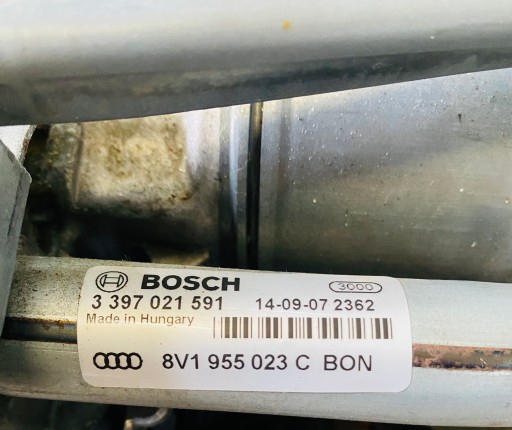 BOSCH 3000
3 397 021 591 14-09-07 2362
Made in Hungary
8V1 955 023 C BON